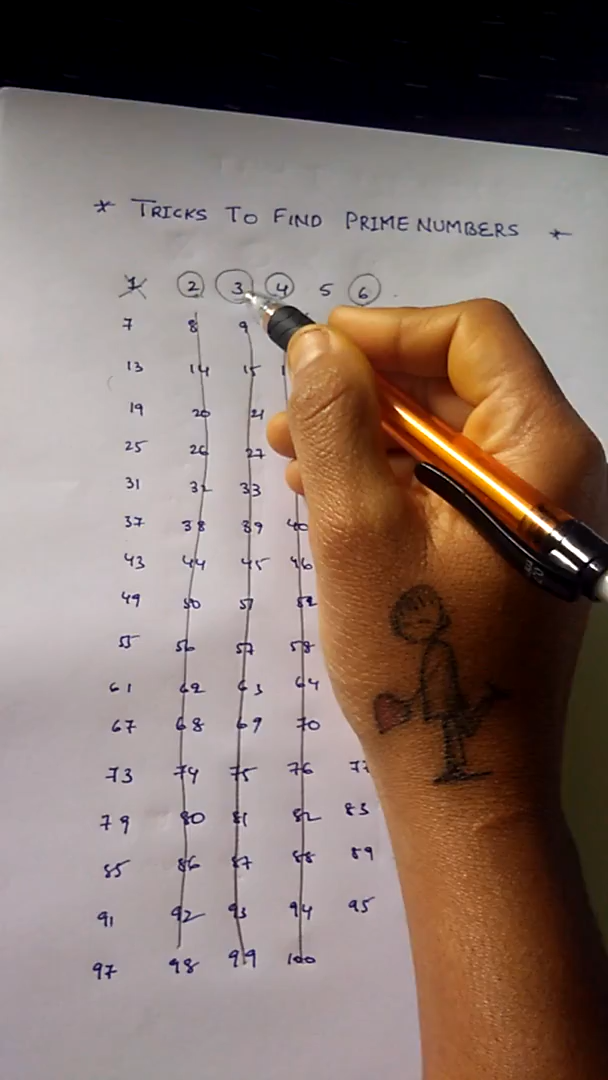 * TRICKS TO FIND PRIME NUMBERS *
1 2 3 4 5 6
7 8 9
13 14 15 1
19 20 21
25 26 27
31 32 33
37 38 39 40
43 44 45 46
49 50 51 52
55 56 57 58
61 62 63 64
67 68 69 70
73 74 75 76 77
79 80 81 82 83
85 86 87 88 89
91 92 93 94 95
97 98 99 100